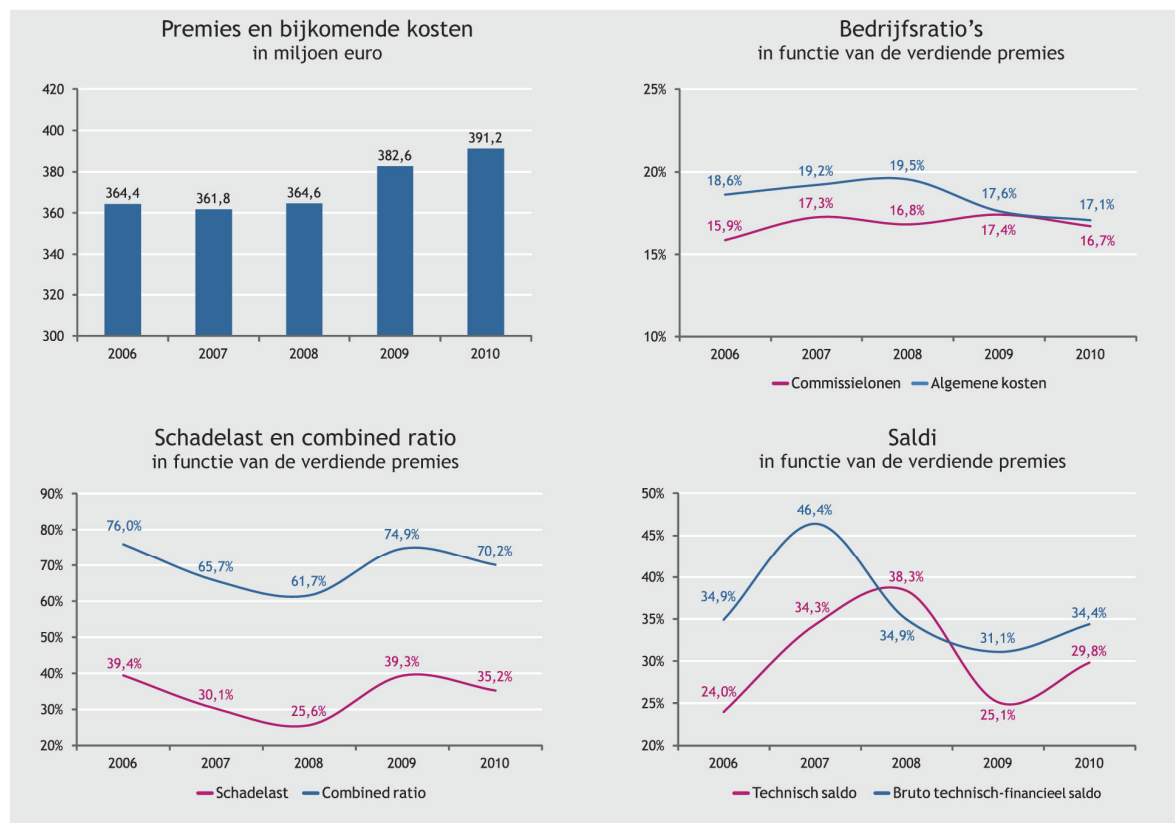 Premies en bijkomende kosten
in miljoen euro
420
400
380
360
340
320
300
364,4
361,8
364,6
382,6
391,2
2006 2007 2008 2009 2010
Bedrijfsratio's
in functie van de verdiende premies
25%
20%
15%
10%
18,6% 19,2% 19,5% 17,6% 17,1%
15,9% 17,3% 16,8% 17,4% 16,7%
2006 2007 2008 2009 2010
Commissielonen Algemene kosten
Schadelast en combined ratio
in functie van de verdiende premies
90%
80%
70%
60%
50%
40%
30%
20%
76,0% 65,7% 61,7% 74,9% 70,2%
39,4% 30,1% 25,6% 39,3% 35,2%
2006 2007 2008 2009 2010
Schadelast Combined ratio
Saldi
in functie van de verdiende premies
50%
45%
40%
35%
30%
25%
20%
34,9% 46,4% 34,9% 31,1% 34,4%
24,0% 34,3% 38,3% 25,1% 29,8%
2006 2007 2008 2009 2010
Technisch saldo Bruto technisch-financieel saldo